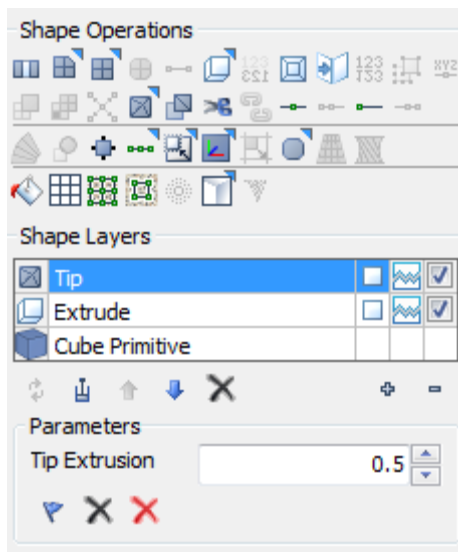 Shape Operations
Shape Layers
Tip
Extrude
Cube Primitive
Parameters
Tip Extrusion 0.5